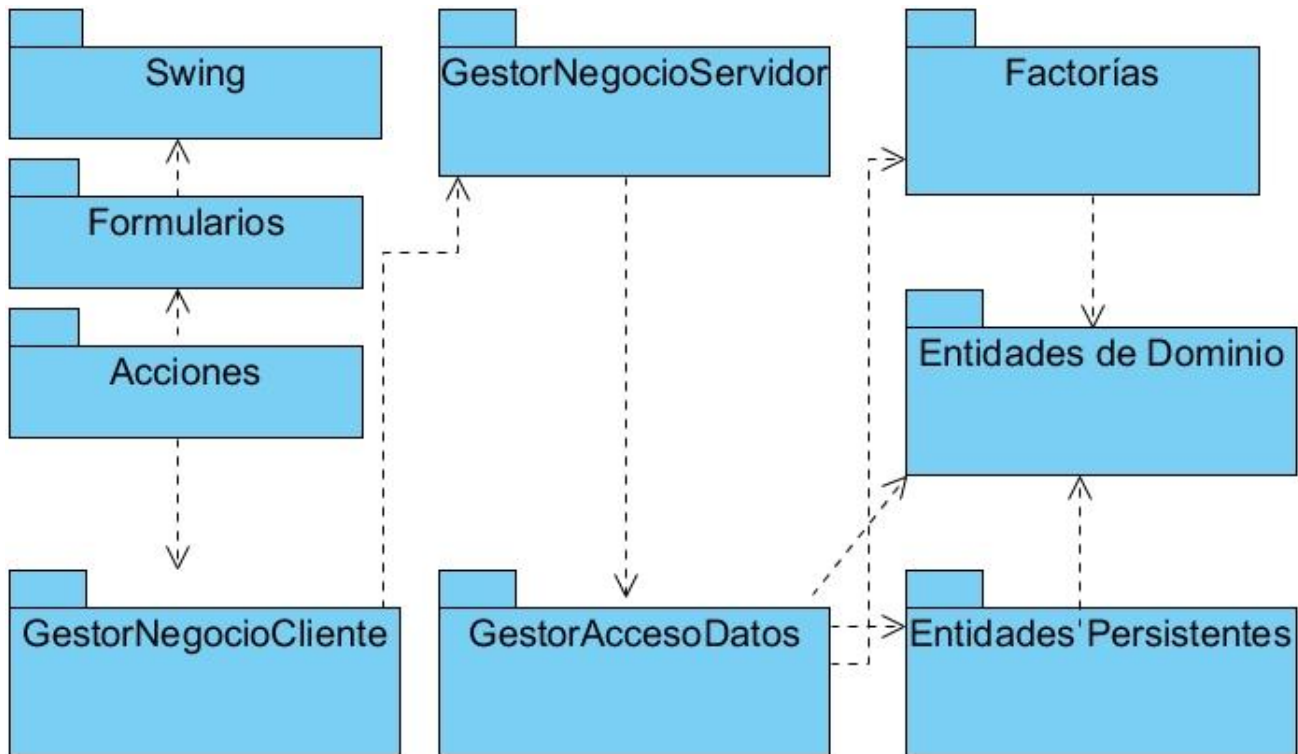 Swing
GestorNegocioServidor
Factorías
Formularios
Acciones
Entidades de Dominio
GestorNegocioCliente
GestorAccesoDatos
Entidades Persistentes